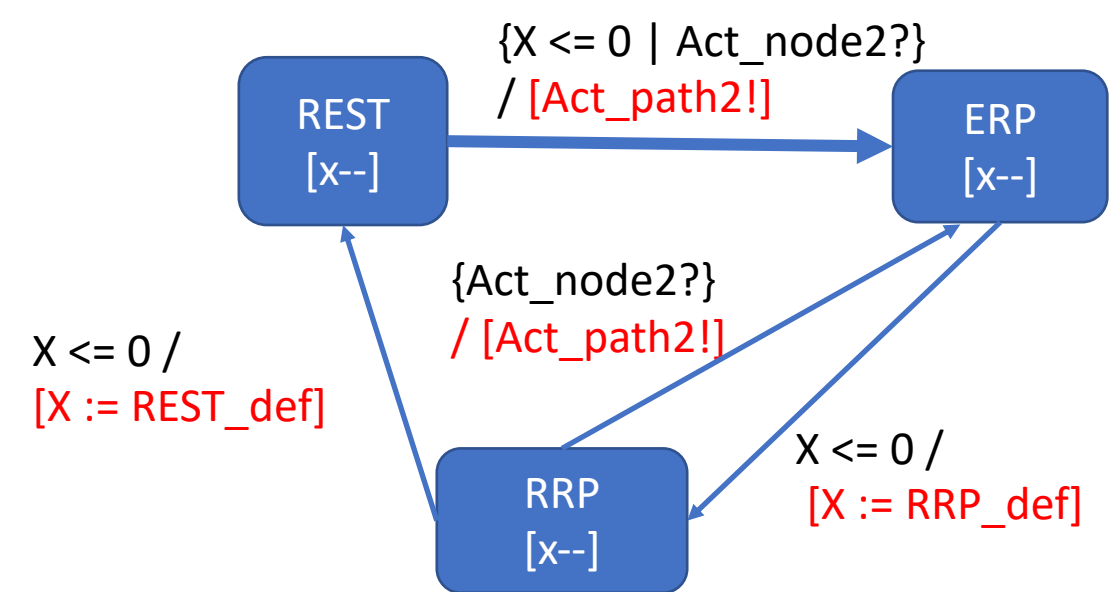 {X <= 0 | Act_node2?}
/ [Act_path2!]
REST
[x--]
ERP
[x--]
{Act_node2?}
/ [Act_path2!]
X <= 0 /
[X := REST_def]
X <= 0 /
[X := RRP_def]
RRP
[x--]